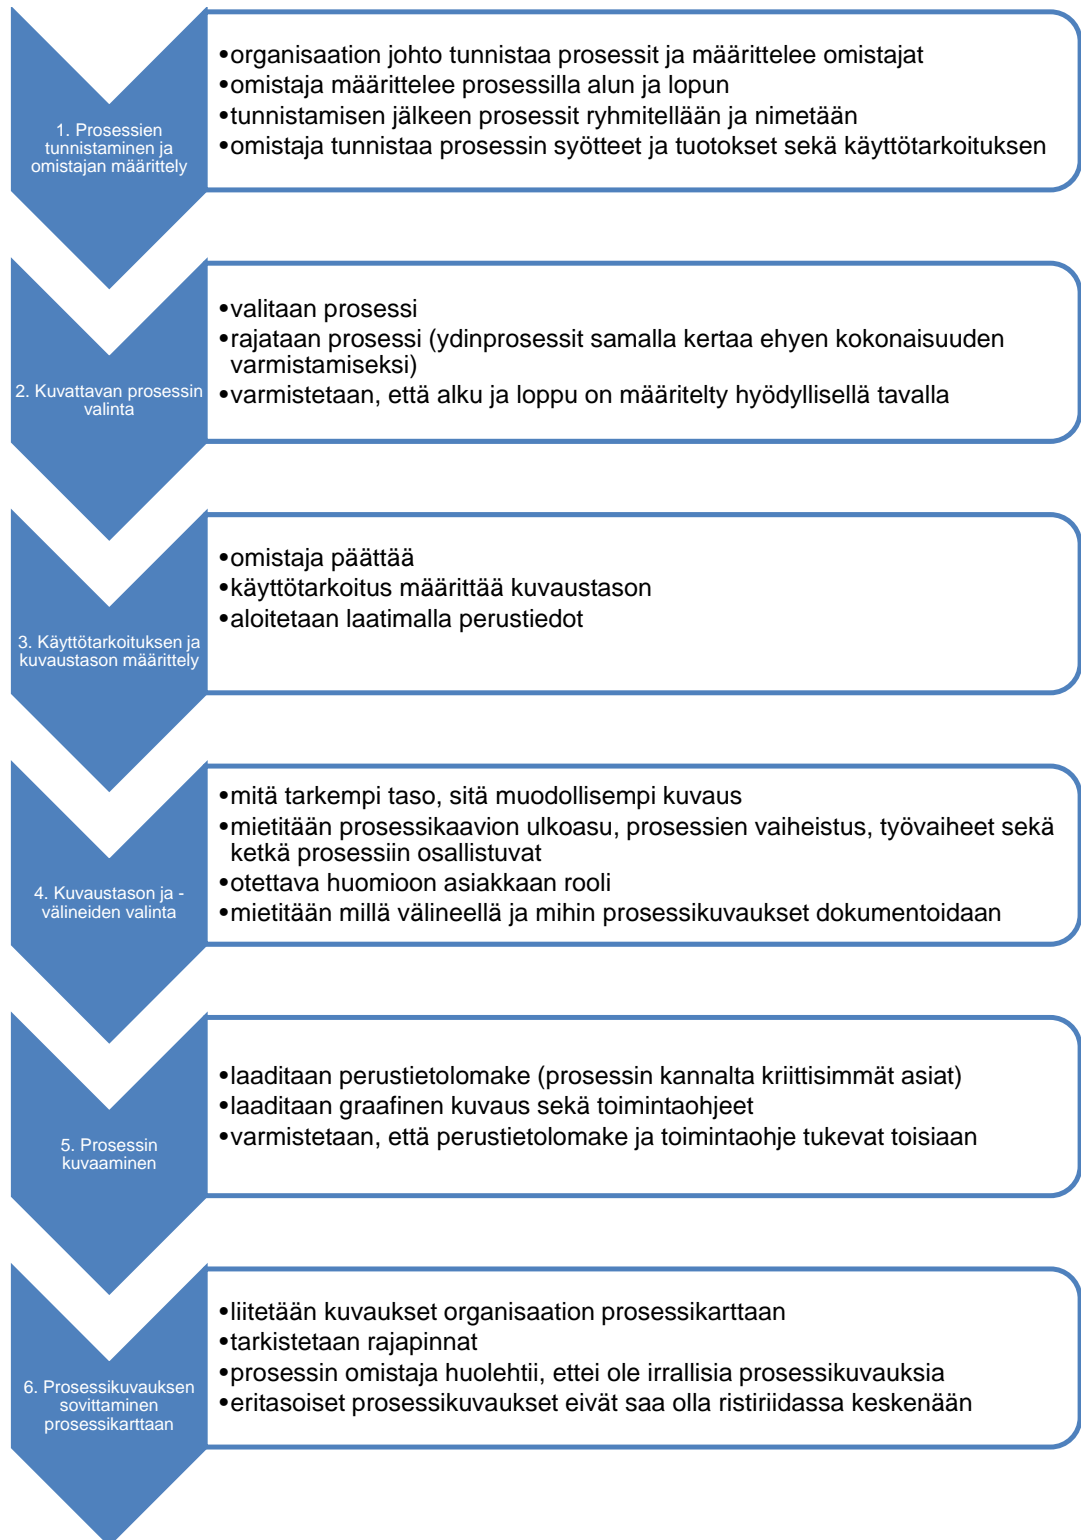 1. Prosessien
tunnistaminen ja
omistajan määrittely
•organisaation johto tunnistaa prosessit ja määrittelee omistajat
•omistaja määrittelee prosessilla alun ja lopun
•tunnistamisen jälkeen prosessit ryhmitellään ja nimetään
•omistaja tunnistaa prosessin syötteet ja tuotokset sekä käyttötarkoituksen
2. Kuvattavan prosessin
valinta
•valitaan prosessi
•rajataan prosessi (ydinprosessit samalla kertaa ehyen kokonaisuuden
varmistamiseksi)
•varmistetaan, että alku ja loppu on määritelty hyödyllisellä tavalla
3. Käyttötarkoituksen ja
kuvaustason määrittely
•omistaja päättää
•käyttötarkoitus määrittää kuvaustason
•aloitetaan laatimalla perustiedot
4. Kuvaustason ja -
välineiden valinta
•mitä tarkempi taso, sitä muodollisempi kuvaus
•mietitään prosessikaavion ulkoasu, prosessien vaiheistus, työvaiheet sekä
ketkä prosessiin osallistuvat
•otettava huomioon asiakkaan rooli
•mietitään millä välineellä ja mihin prosessikuvaukset dokumentoidaan
5. Prosessin
kuvaaminen
•laaditaan perustietolomake (prosessin kannalta kriittisimmät asiat)
•laaditaan graafinen kuvaus sekä toimintaohjeet
•varmistetaan, että perustietolomake ja toimintaohje tukevat toisiaan
6. Prosessikuvauksen
sovittaminen
prosessikarttaan
•liitetään kuvaukset organisaation prosessikarttaan
•tarkistetaan rajapinnat
•prosessin omistaja huolehtii, ettei ole irrallisia prosessikuvauksia
•eritasoiset prosessikuvaukset eivät saa olla ristiridassa keskenään